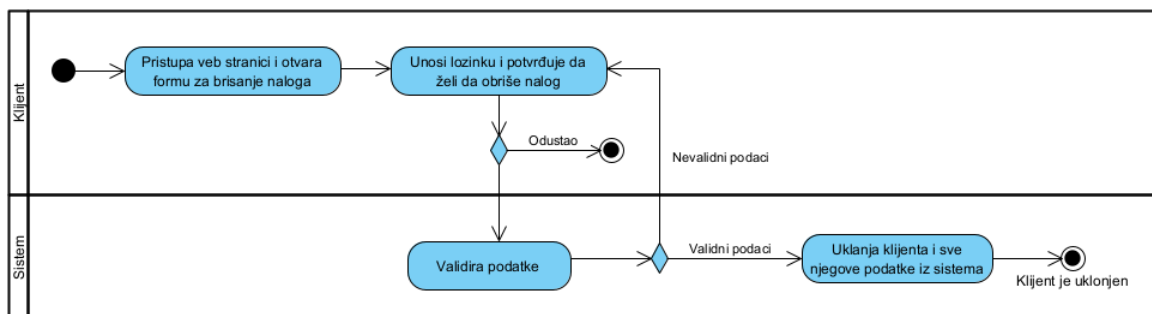 Klijent
Pristupa veb stranici i otvara
formu za brisanje naloga
Unosi lozinku i potvrđuje da
želi da obriše nalog
Odustao
Nevalidni podaci
Sistem
Validira podatke
Validni podaci
Uklanja klijenta i sve
njegove podatke iz sistema
Klijent je uklonjen